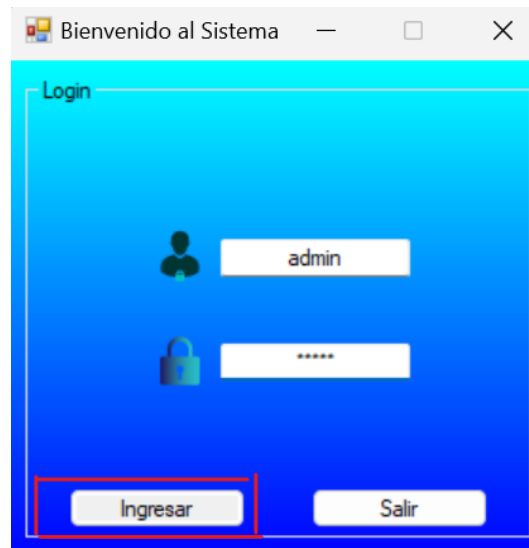 Bienvenido al Sistema
Login
admin
*****
Ingresar
Salir